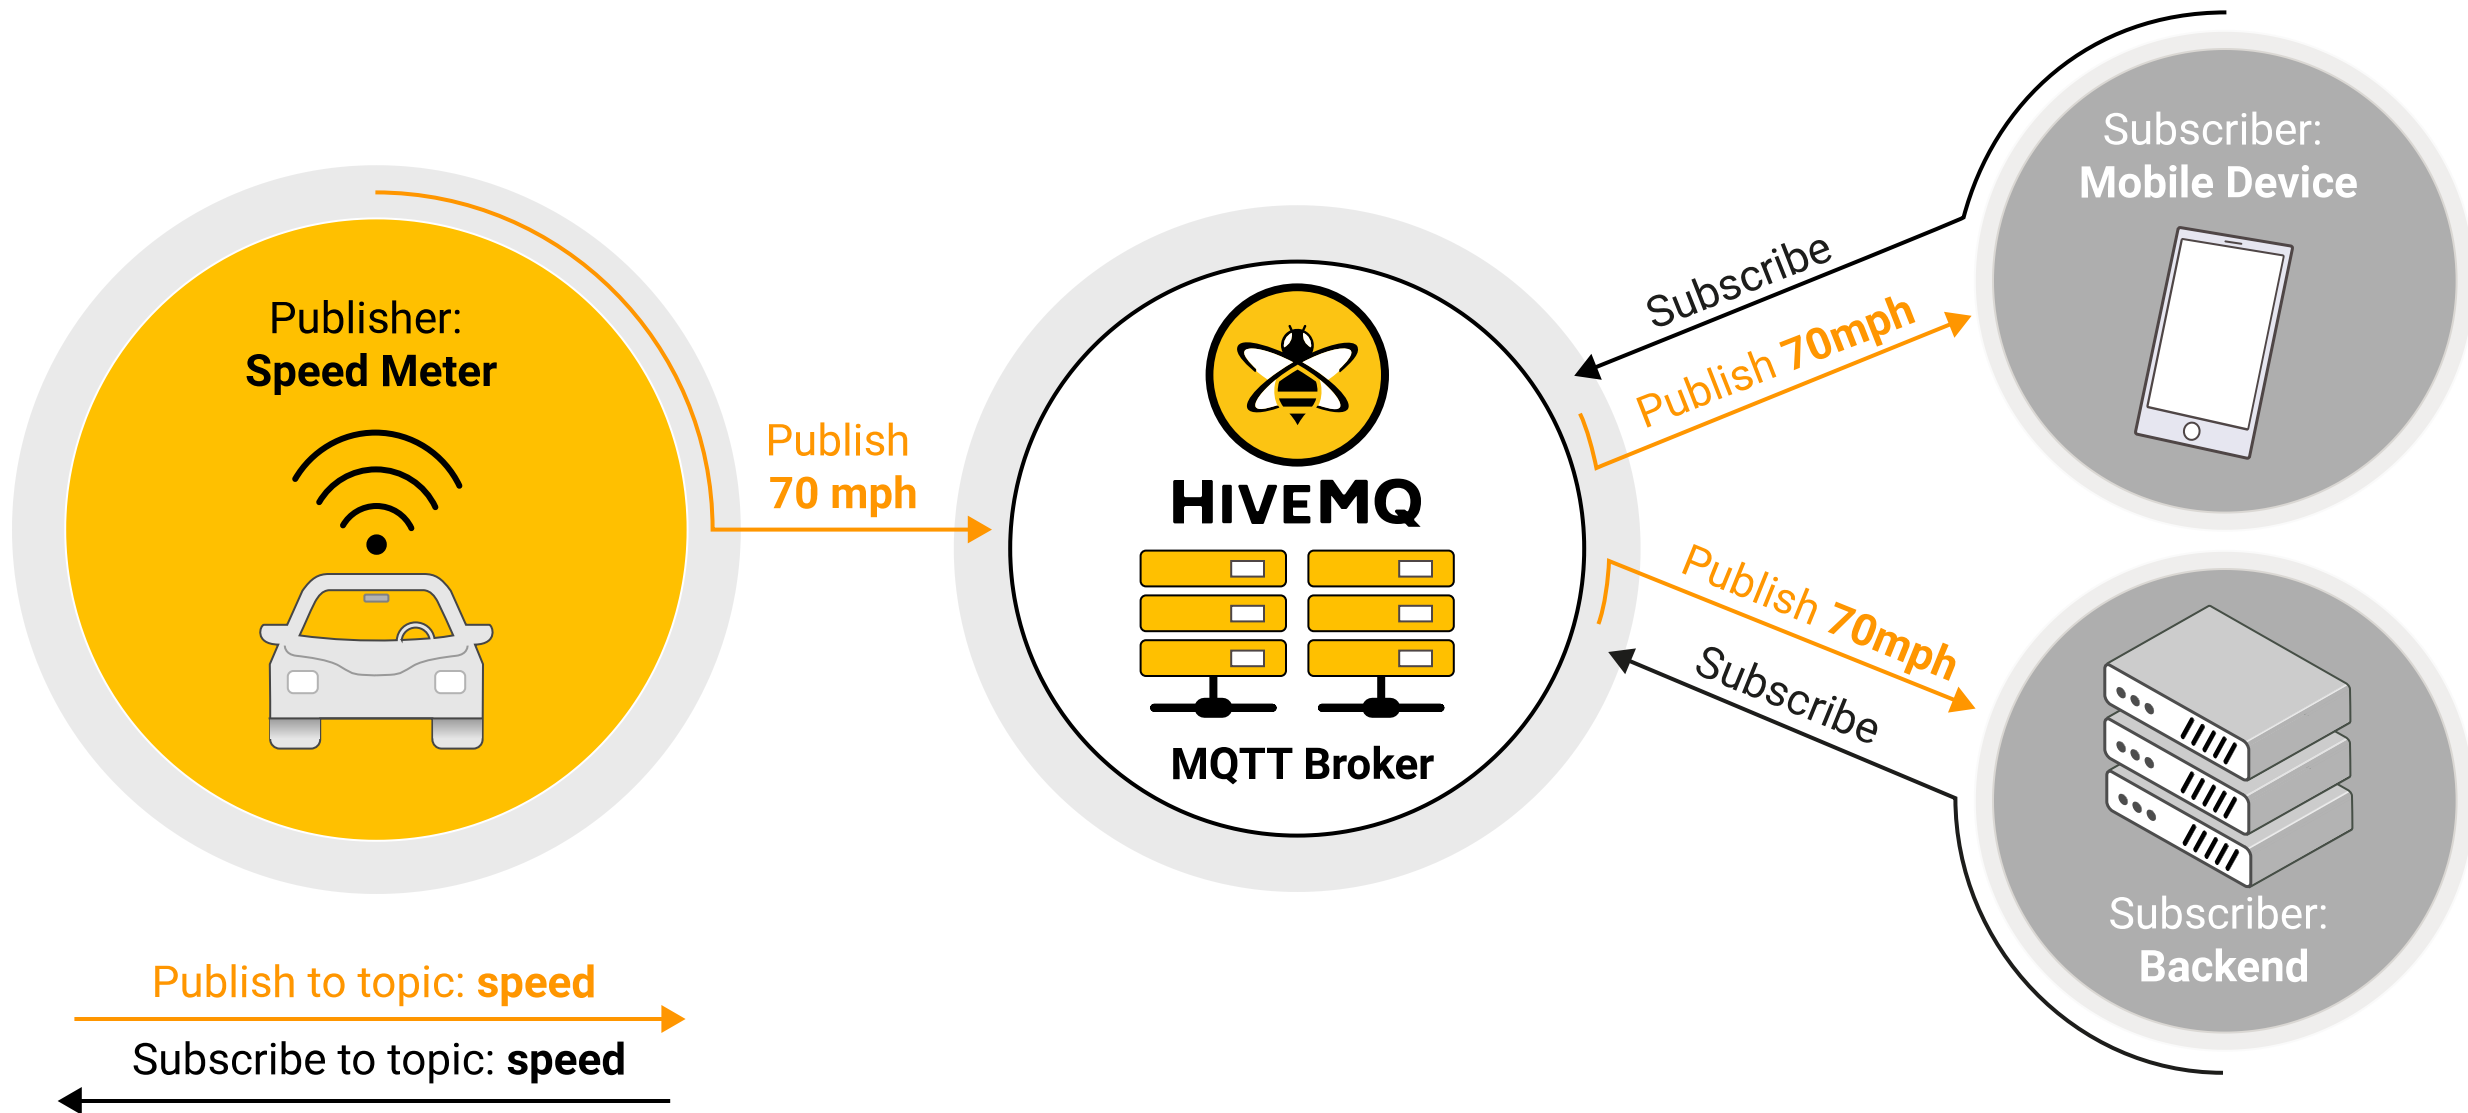 Publisher:
Speed Meter
Publish
70 mph
HIVEMQ
MQTT Broker
Subscribe
Publish 70mph
Publish 70mph
Subscribe
Subscriber:
Mobile Device
Subscriber:
Backend
Publish to topic: speed
Subscribe to topic: speed